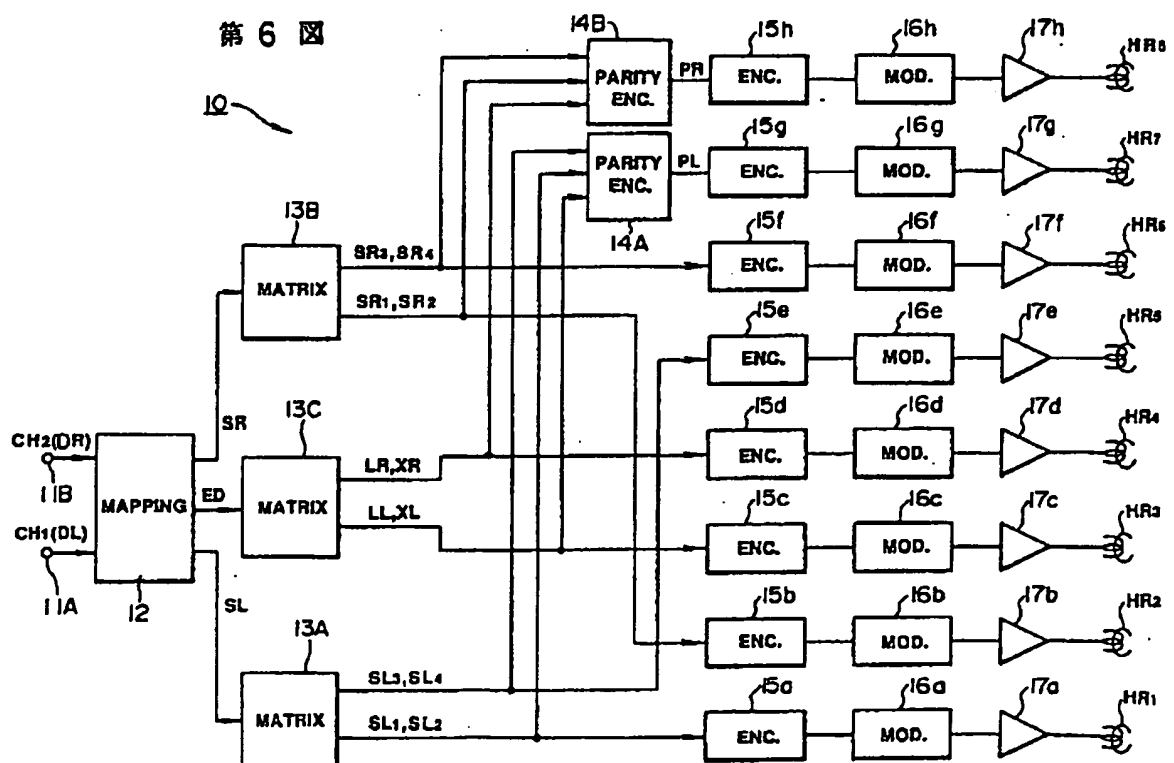 第 6 図
10
14B
PARITY
ENC.
PR
15h
ENC.
16h
MOD.
17h
HR8
14A
PARITY
ENC.
PL
15g
ENC.
16g
MOD.
17g
HR7
13B
MATRIX
SR3,SR4
SR1,SR2
15f
ENC.
16f
MOD.
17f
HR6
15e
ENC.
16e
MOD.
17e
HR5
CH2(DR)
11B
CH1(DL)
11A
MAPPING
12
SR
ED
SL
13C
MATRIX
LR,XR
LL,XL
15d
ENC.
16d
MOD.
17d
HR4
15c
ENC.
16c
MOD.
17c
HR3
15b
ENC.
16b
MOD.
17b
HR2
13A
MATRIX
SL3,SL4
SL1,SL2
15a
ENC.
16a
MOD.
17a
HR1